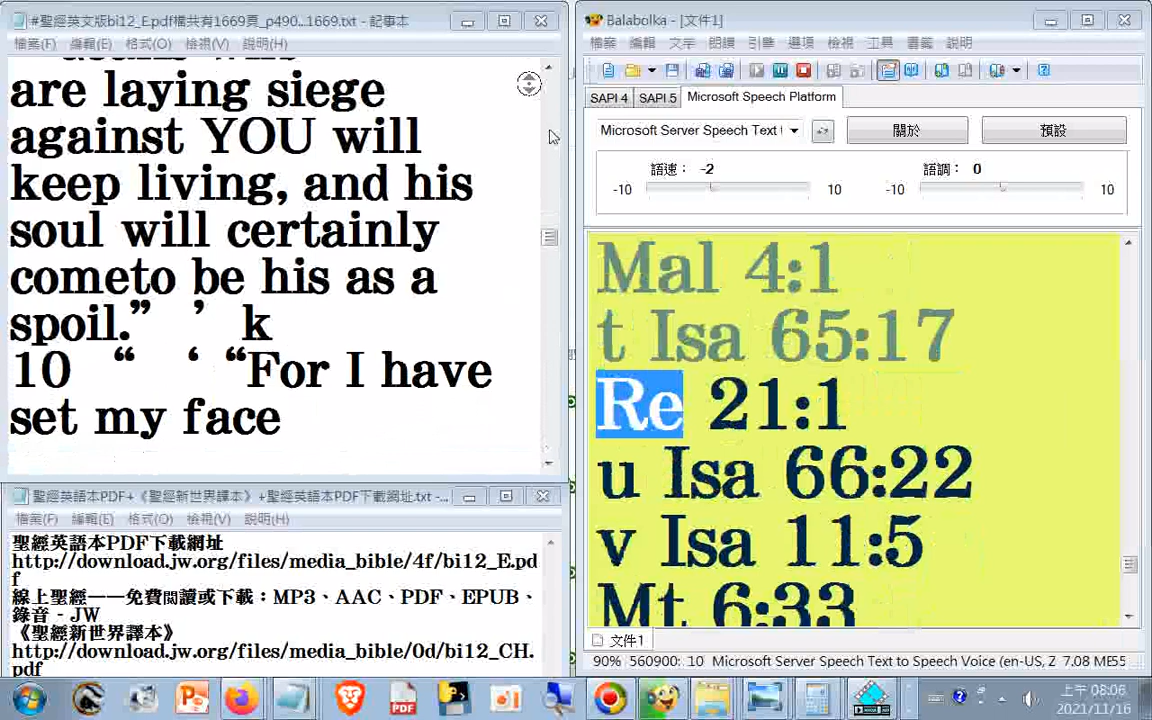 #聖經英文版bi12_E.pdf檔共有1669頁_p490...1669.txt - 記事本
檔案(F) 編輯(E) 格式(O) 檢視(V) 說明(H)
are laying siege
against YOU will
keep living, and his
soul will certainly
cometo be his as a
spoil.” ’ k
10 “ ‘ “For I have
set my face
聖經英語本PDF+《聖經新世界譯本》+聖經英語本PDF下載網址.txt -...
檔案(F) 編輯(E) 格式(O) 檢視(V) 說明(H)
聖經英語本PDF下載網址
http://download.jw.org/files/media_bible/4f/bi12_E.pd
f
線上聖經——免費閱讀或下載：MP3、AAC、PDF、EPUB、
錄音 - JW
《聖經新世界譯本》
http://download.jw.org/files/media_bible/0d/bi12_CH.
pdf
Balabolka - [文件1]
檔案 編輯 文字 朗讀 引擎 選項 檢視 工具 書籤 說明
SAPI 4 SAPI 5 Microsoft Speech Platform
Microsoft Server Speech Text 關於 預設
語速： -2 語調： 0
-10 10 -10 10
Mal 4:1
t Isa 65:17
Re 21:1
u Isa 66:22
v Isa 11:5
Mt 6:33
文件1
90% 560900: 10 Microsoft Server Speech Text to Speech Voice (en-US, Z 7.08 ME55
PDF
上午 08:06
2021/11/16